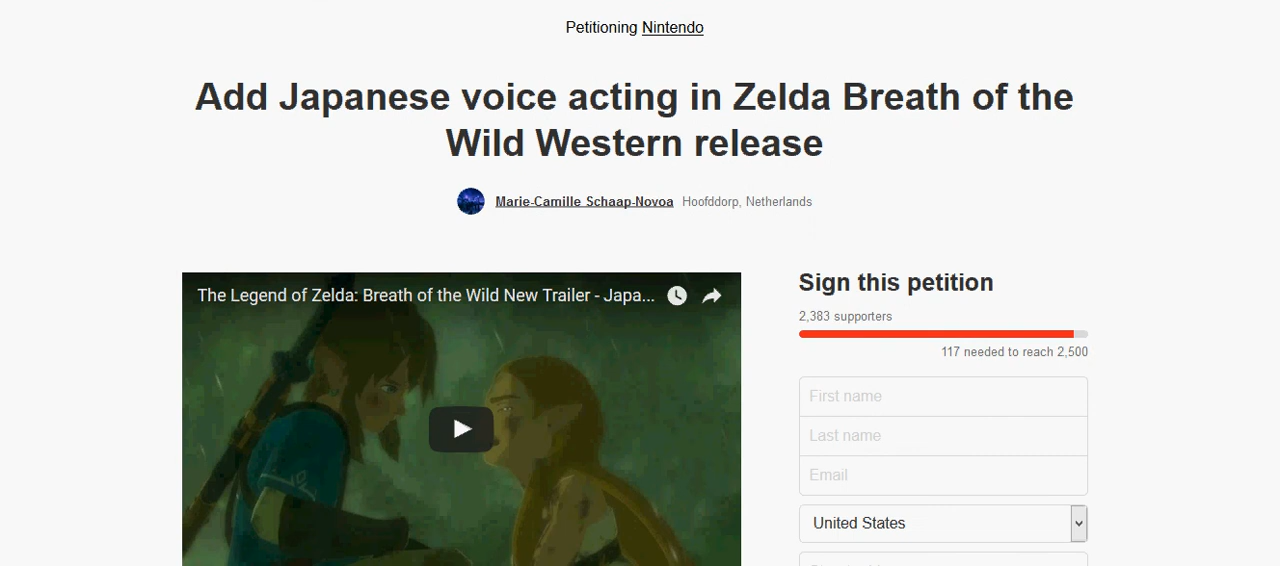 Petitioning Nintendo
Add Japanese voice acting in Zelda Breath of the
Wild Western release
Marie-Camille Schaap-Novoa Hoofddorp, Netherlands
The Legend of Zelda: Breath of the Wild New Trailer - Japa...
Sign this petition
2,383 supporters
117 needed to reach 2,500
First name
Last name
Email
United States